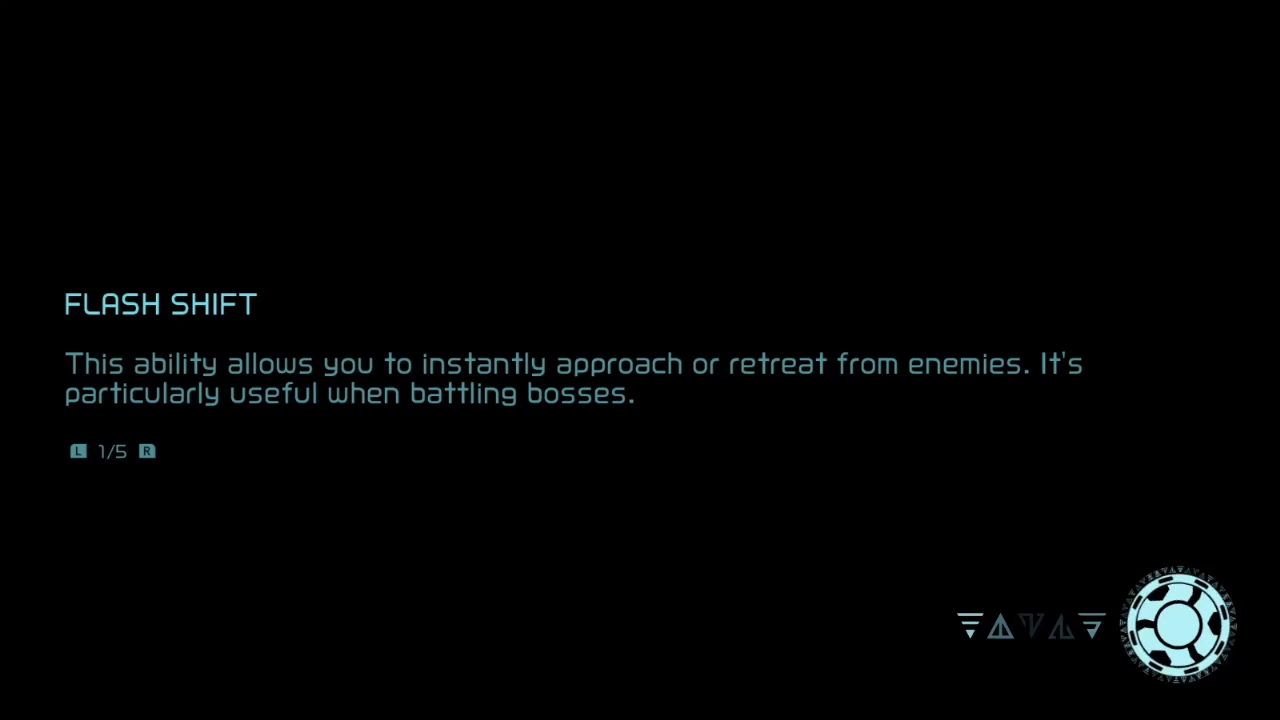 FLASH SHIFT
This ability allows you to instantly approach or retreat from enemies. It's
particularly useful when battling bosses.
L 1/5 R